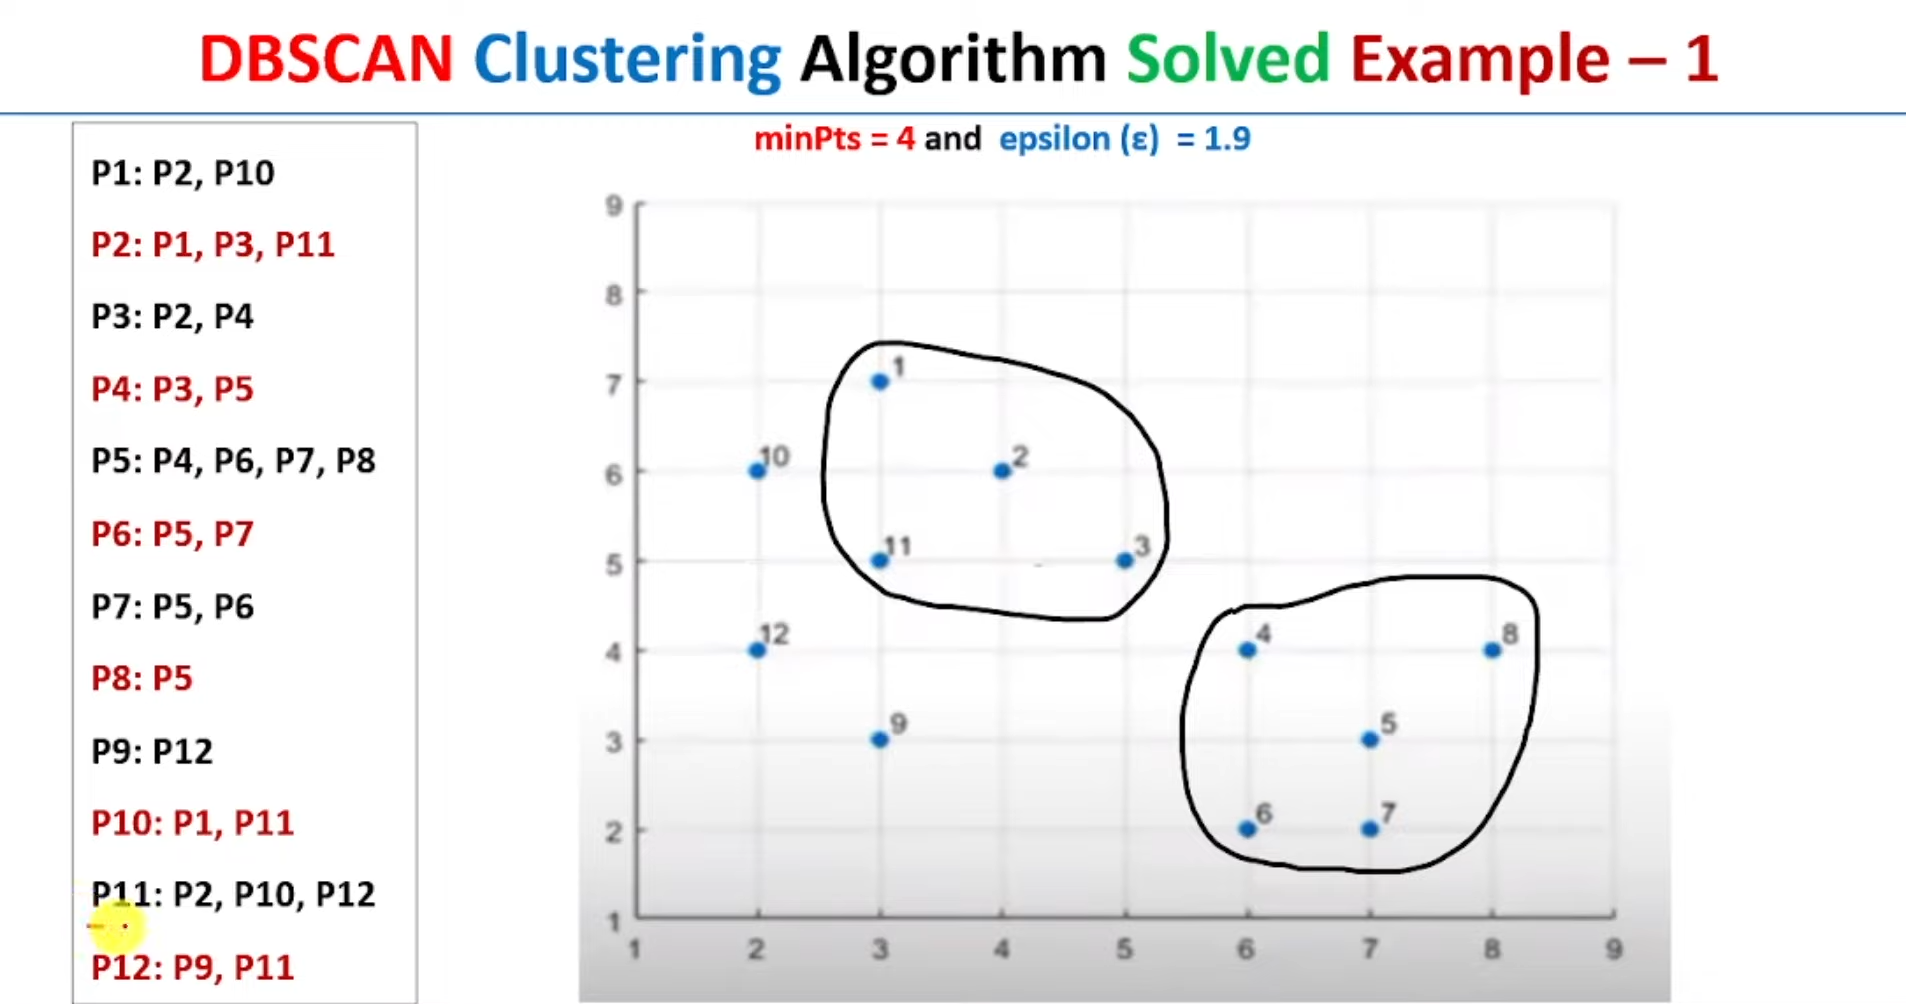 DBSCAN Clustering Algorithm Solved Example – 1
minPts = 4 and epsilon (ε) = 1.9
P1: P2, P10
P2: P1, P3, P11
P3: P2, P4
P4: P3, P5
P5: P4, P6, P7, P8
P6: P5, P7
P7: P5, P6
P8: P5
P9: P12
P10: P1, P11
P11: P2, P10, P12
P12: P9, P11
9
8
7
1
6
10
2
5
11
3
4
12
4
8
3
9
5
2
6
7
1
1 2 3 4 5 6 7 8 9